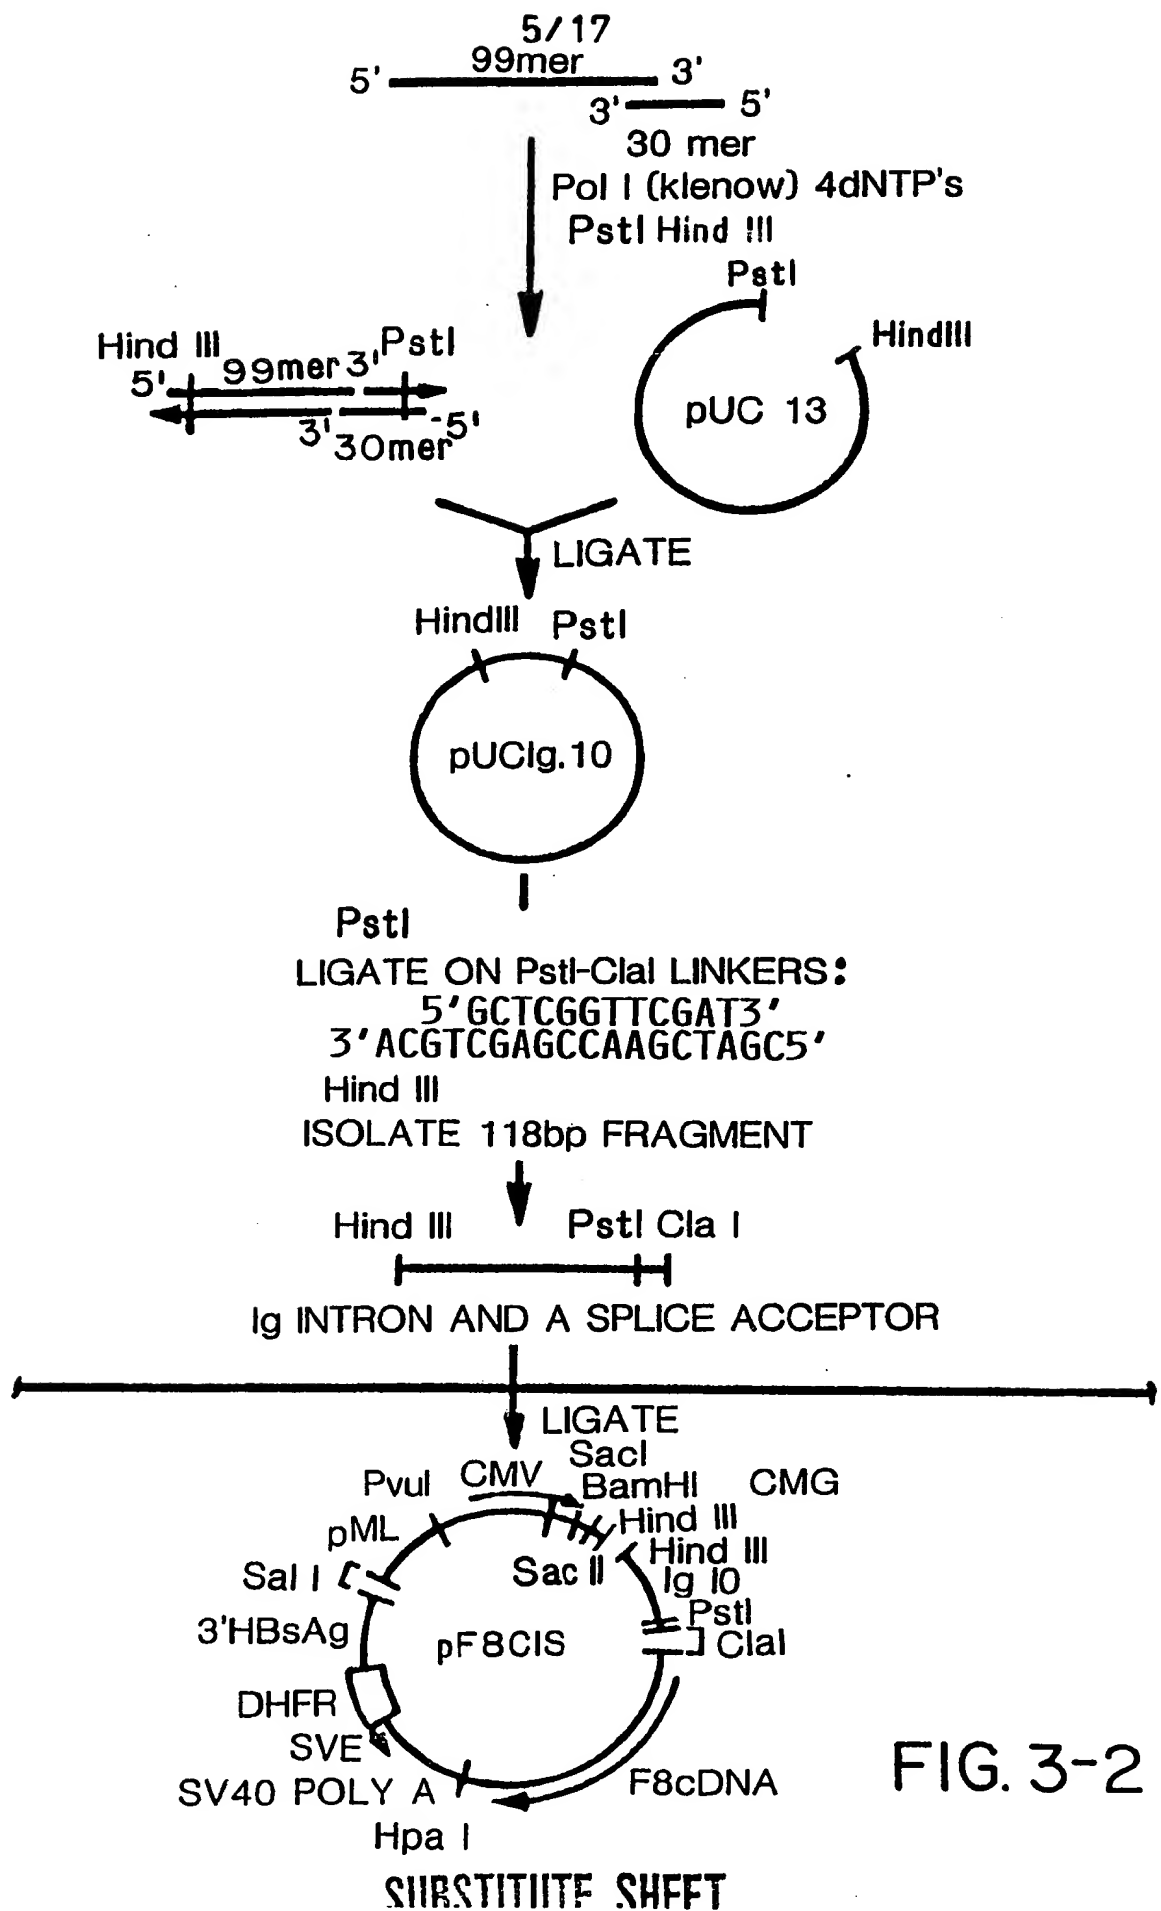 5/17
99mer
5' 3'
3' 5'
30 mer
Pol I (klenow) 4dNTP's
PstI Hind III
PstI
HindIII
Hind III PstI
5' 99mer 3'
3' 30mer -5'
pUC 13
LIGATE
HindIII PstI
pUCIg.10
PstI
LIGATE ON PstI-ClaI LINKERS:
5'GCTCGGTTCGAT3'
3'ACGTCGAGCCAAGCTAGC5'
Hind III
ISOLATE 118bp FRAGMENT
Hind III PstI Cla I
Ig INTRON AND A SPLICE ACCEPTOR
LIGATE
SacI
PvuI CMV BamHI CMG
pML Hind III
Sac II Hind III
Sal I Ig 10
PstI
3'HBsAg pF8CIS ClaI
DHFR
SVE
SV40 POLY A F8cDNA
Hpa I
FIG. 3-2
SUBSTITUTE SHEET